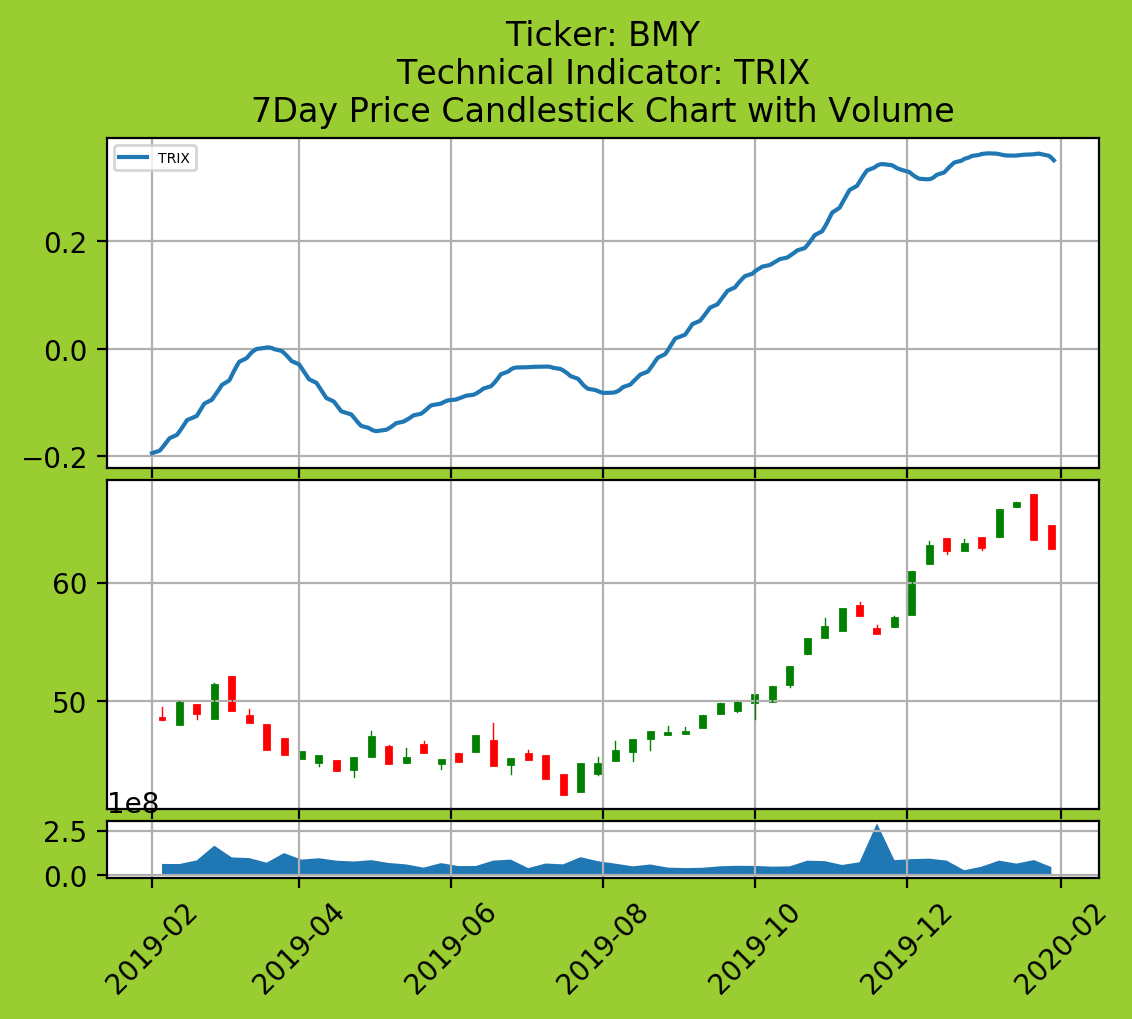 Ticker: BMY
Technical Indicator: TRIX
7Day Price Candlestick Chart with Volume
TRIX
0.2
0.0
−0.2
60
50
1e8
2.5
0.0
2019-02
2019-04
2019-06
2019-08
2019-10
2019-12
2020-02